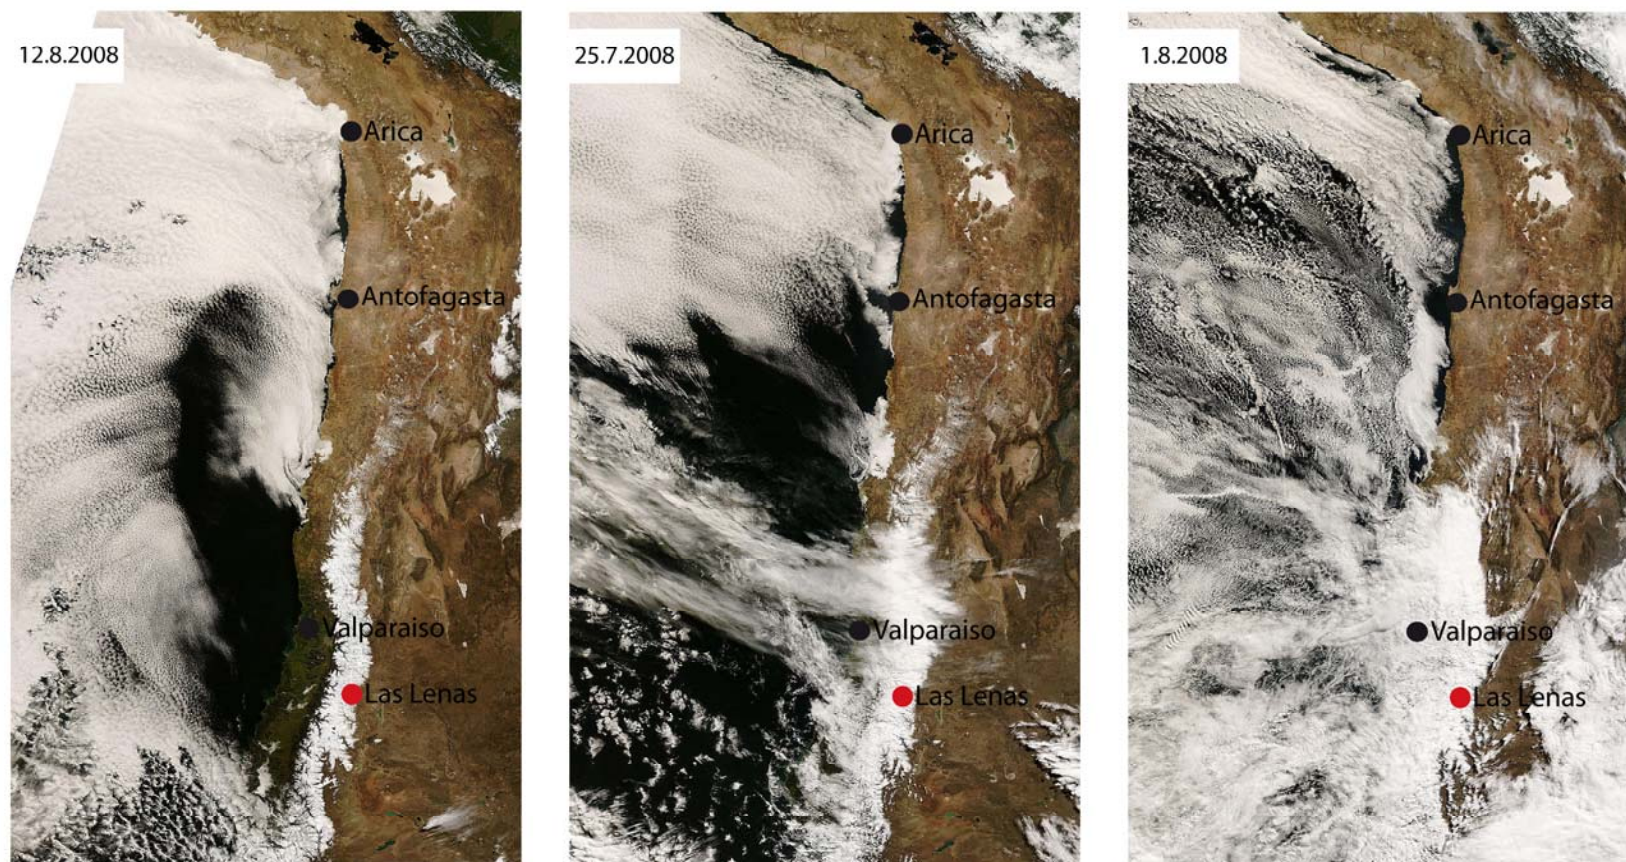 12.8.2008
Arica
Antofagasta
Valparaiso
Las Lenas
25.7.2008
Arica
Antofagasta
Valparaiso
Las Lenas
1.8.2008
Arica
Antofagasta
Valparaiso
Las Lenas